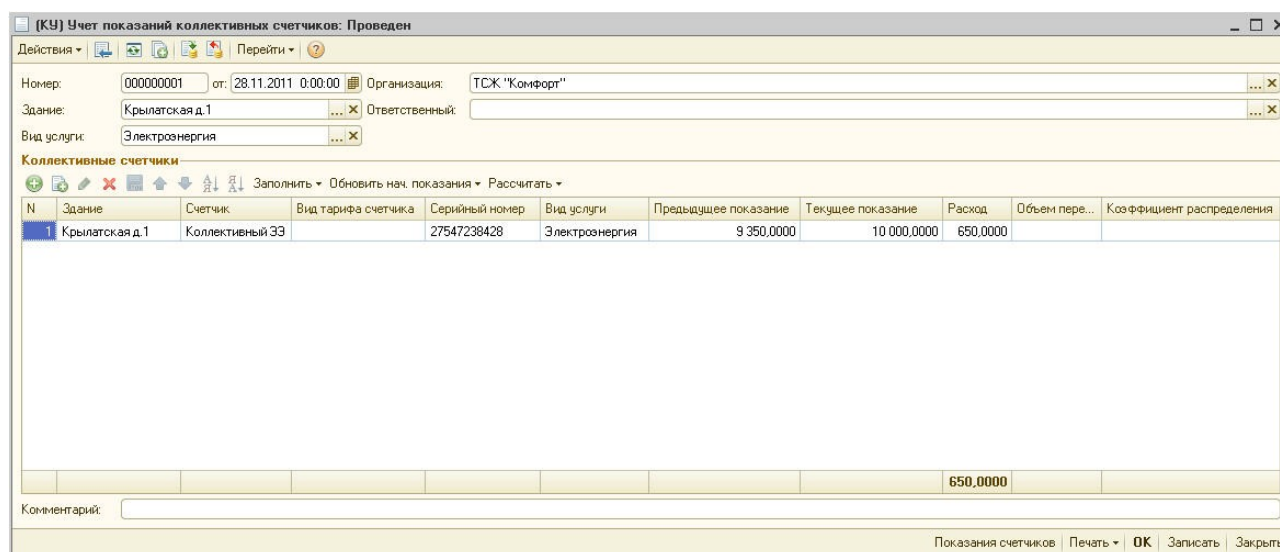 (КУ) Учет показаний коллективных счетчиков: Проведен
Действия Перейти
Номер: 000000001 от: 28.11.2011 0:00:00 Организация: ТСЖ "Комфорт"
Здание: Крылатская д.1 ... Ответственный: ...
Вид услуги: Электроэнергия ...
Коллективные счетчики
Заполнить Обновить нач. показания Рассчитать
N Здание Счетчик Вид тарифа счетчика Серийный номер Вид услуги Предыдущее показание Текущее показание Расход Объем пере... Коэффициент распределения
1 Крылатская д.1 Коллективный ЭЭ 27547238428 Электроэнергия 9 350,0000 10 000,0000 650,0000
650,0000
Комментарий:
Показания счетчиков Печать OK Записать Закрыть